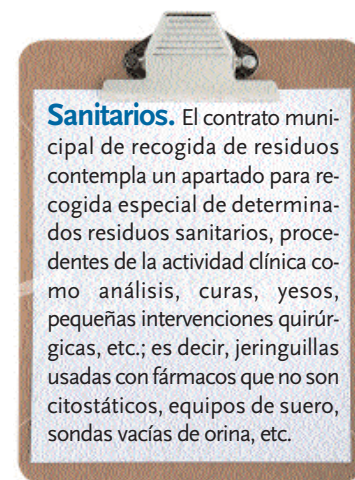 Sanitarios. El contrato muni-
cipal de recogida de residuos
contempla un apartado para re-
cogida especial de determina-
dos residuos sanitarios, proce-
dentes de la actividad clínica co-
mo análisis, curas, yesos,
pequeñas intervenciones quirúr-
gicas, etc.; es decir, jeringuillas
usadas con fármacos que no son
citostáticos, equipos de suero,
sondas vacías de orina, etc.